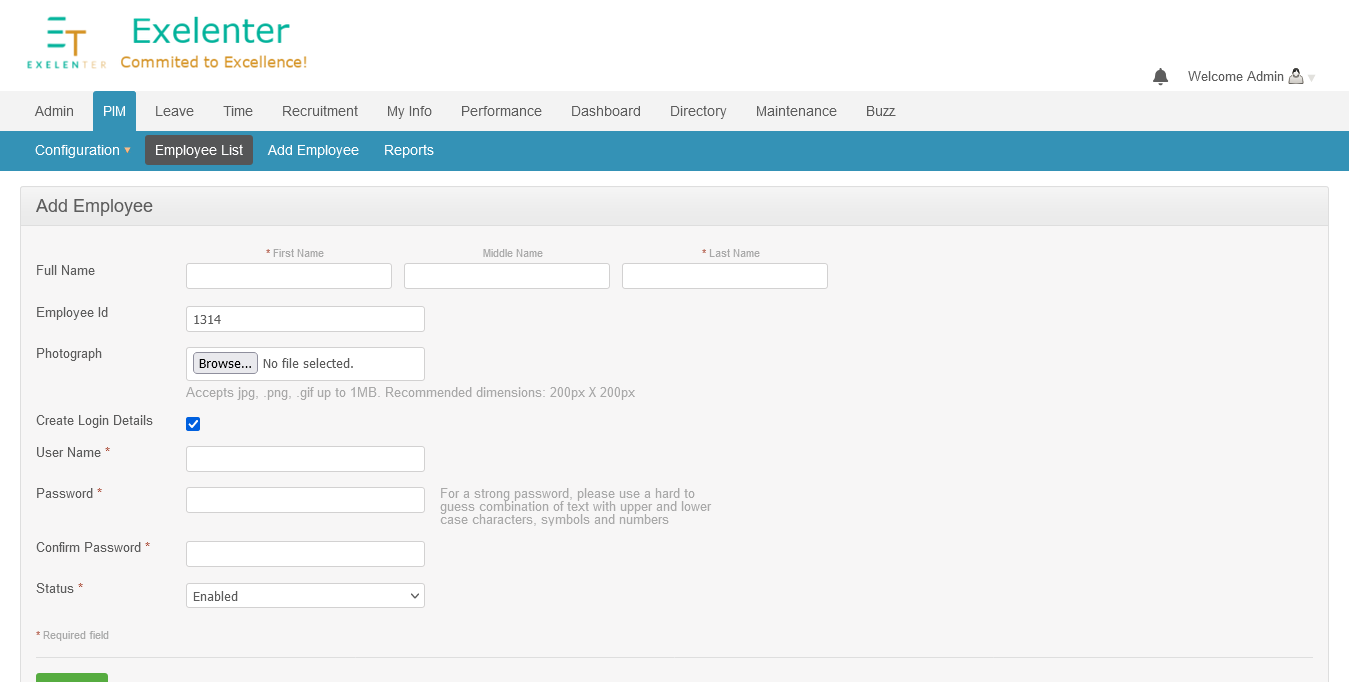 ET
EXELENTER
Exelenter
Commited to Excellence!
Welcome Admin
Admin PIM Leave Time Recruitment My Info Performance Dashboard Directory Maintenance Buzz
Configuration Employee List Add Employee Reports
Add Employee
* First Name Middle Name * Last Name
Full Name
Employee Id 1314
Photograph Browse... No file selected.
Accepts jpg, .png, .gif up to 1MB. Recommended dimensions: 200px X 200px
Create Login Details
User Name *
Password * For a strong password, please use a hard to
guess combination of text with upper and lower
case characters, symbols and numbers
Confirm Password *
Status * Enabled
* Required field